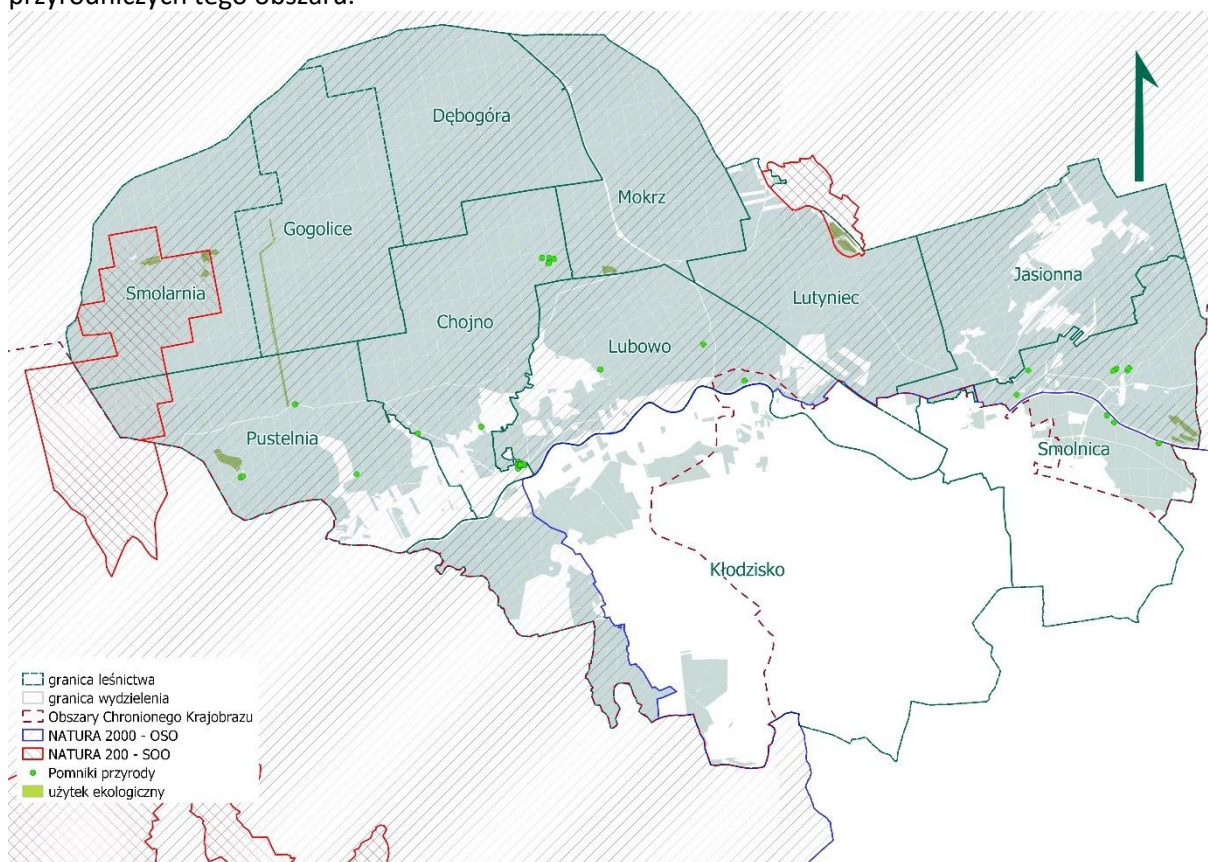 przyrodniczych tego obszaru.
Dębogóra
Mokrz
Gogolice
Jasionna
Smolarnia
Lutyniec
Chojno
Lubowo
Pustelnia
Smolnica
Kłodzisko
granica leśnictwa
granica wydzielenia
Obszary Chronionego Krajobrazu
NATURA 2000 - OSO
NATURA 200 - SOO
Pomniki przyrody
użytek ekologiczny